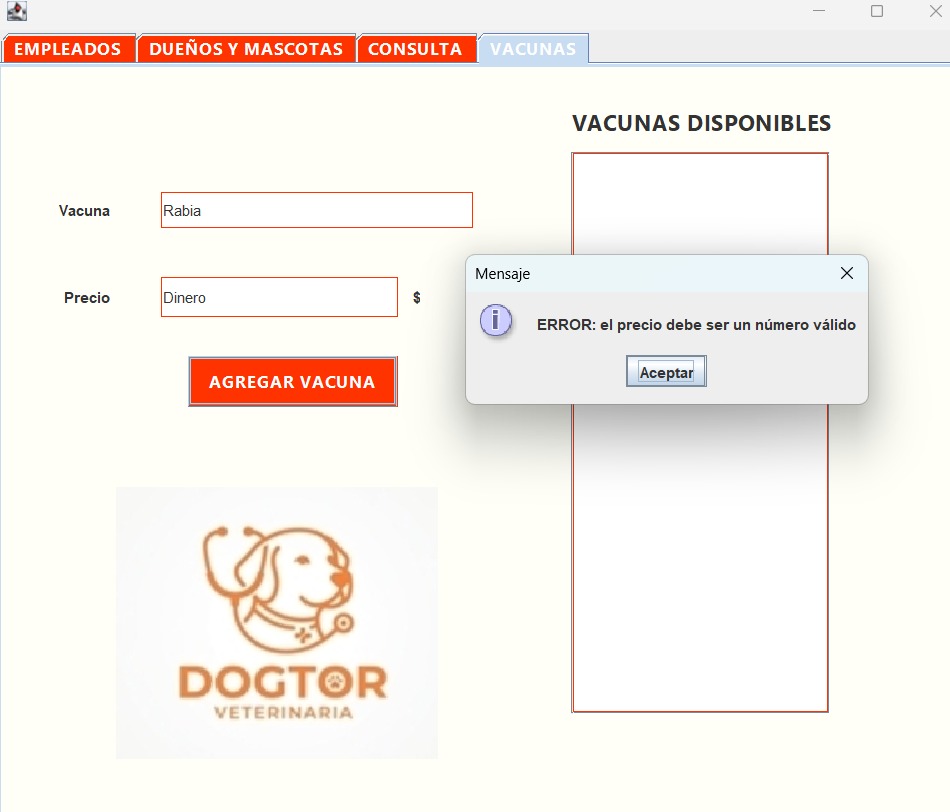 EMPLEADOS
DUEÑOS Y MASCOTAS
CONSULTA
VACUNAS
VACUNAS DISPONIBLES
Vacuna
Rabia
Precio
Dinero
$
AGREGAR VACUNA
Mensaje
ERROR: el precio debe ser un número válido
Aceptar
DOGTOR
VETERINARIA